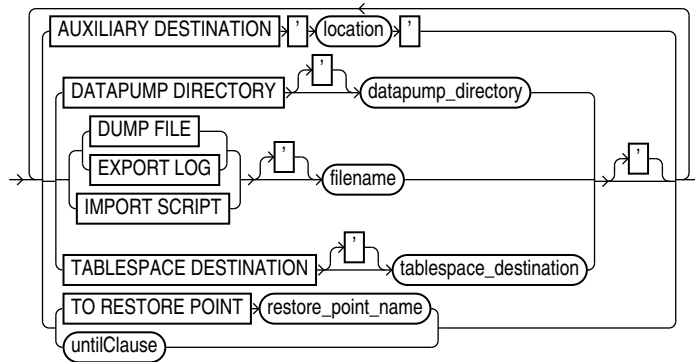 AUXILIARY DESTINATION ' location '
DATAPUMP DIRECTORY ' datapump_directory
DUMP FILE
EXPORT LOG
IMPORT SCRIPT
' filename
'
TABLESPACE DESTINATION ' tablespace_destination
TO RESTORE POINT restore_point_name
untilClause